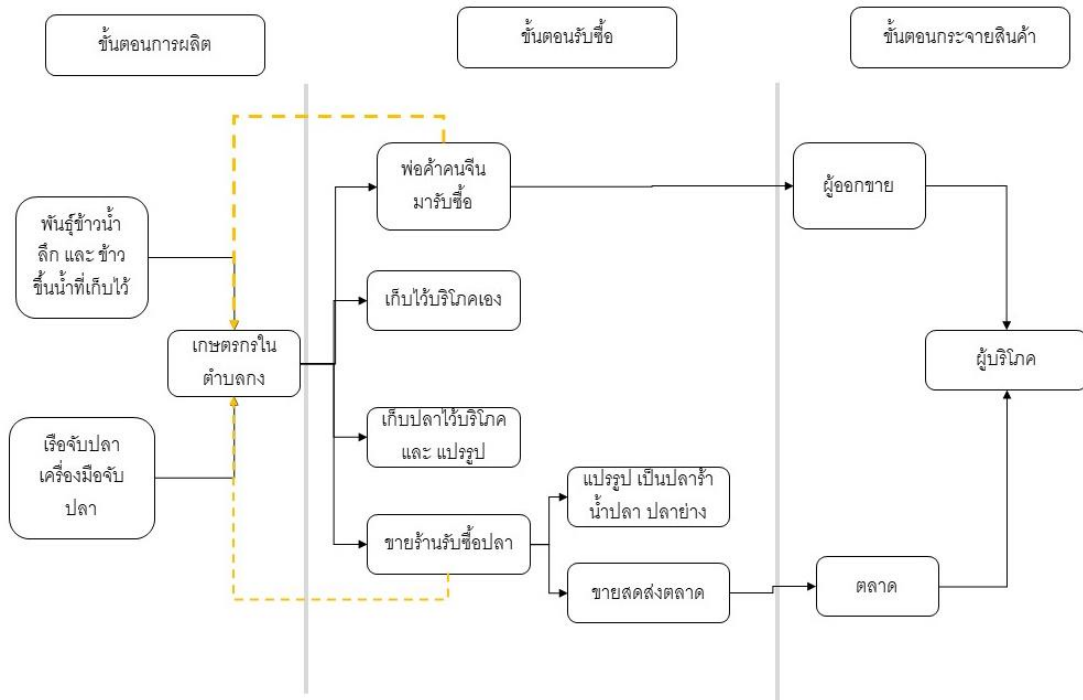 ขั้นตอนการผลิต
ขั้นตอนรับซื้อ
ขั้นตอนกระจายสินค้า
พ่อค้าคนจีน
มารับซื้อ
ผู้ออกขาย
พันธุ์ข้าวน้ำ
ลึก และ ข้าว
ขึ้นน้ำที่เก็บไว้
เก็บไว้บริโภคเอง
เกษตรกรใน
ตำบลกง
ผู้บริโภค
เก็บปลาไว้บริโภค
และ แปรรูป
เรือจับปลา
เครื่องมือจับ
ปลา
แปรรูป เป็นปลาร้า
น้ำปลา ปลาย่าง
ขายร้านรับซื้อปลา
ขายสดส่งตลาด
ตลาด